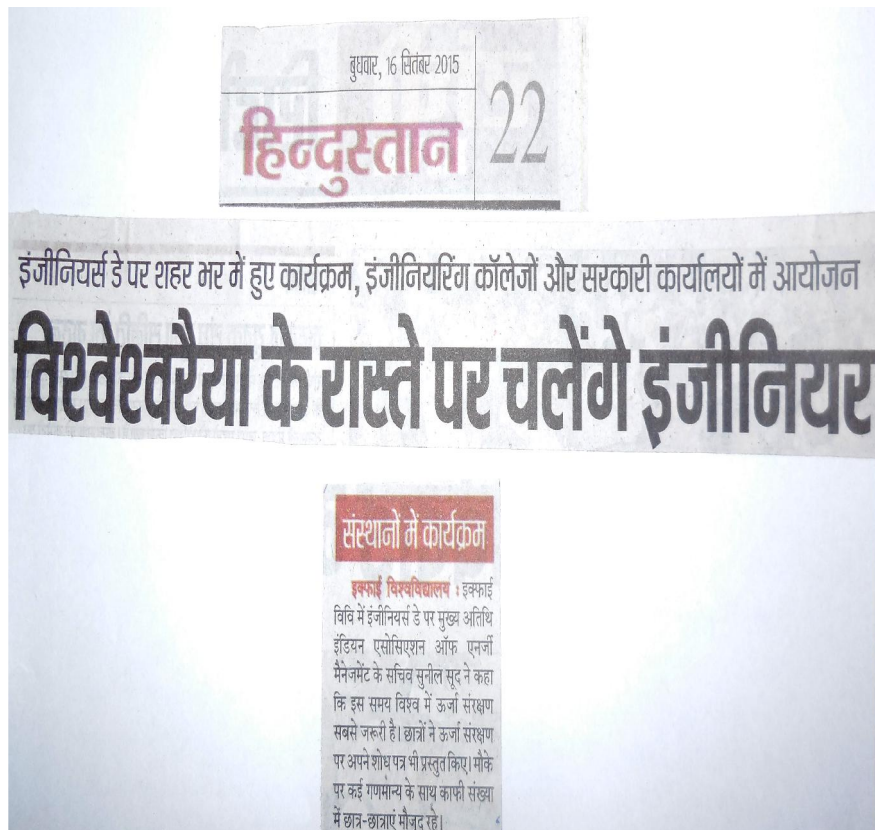 बुधवार, 16 सितंबर 2015
हिन्दुस्तान
22
इंजीनियर्स डे पर शहर भर में हुए कार्यक्रम, इंजीनियरिंग कॉलेजों और सरकारी कार्यालयों में आयोजन
विश्वेश्वरैया के रास्ते पर चलेंगे इंजीनियर
संस्थानों में कार्यक्रम
इक्फाई विश्वविद्यालय : इक्फाई
विवि में इंजीनियर्स डे पर मुख्य अतिथि
इंडियन एसोसिएशन ऑफ एनर्जी
मैनेजमेंट के सचिव सुनील सूद ने कहा
कि इस समय विश्व में ऊर्जा संरक्षण
सबसे जरूरी है। छात्रों ने ऊर्जा संरक्षण
पर अपने शोध पत्र भी प्रस्तुत किए। मौके
पर कई गणमान्य के साथ काफी संख्या
में छात्र-छात्राएं मौजूद रहे।